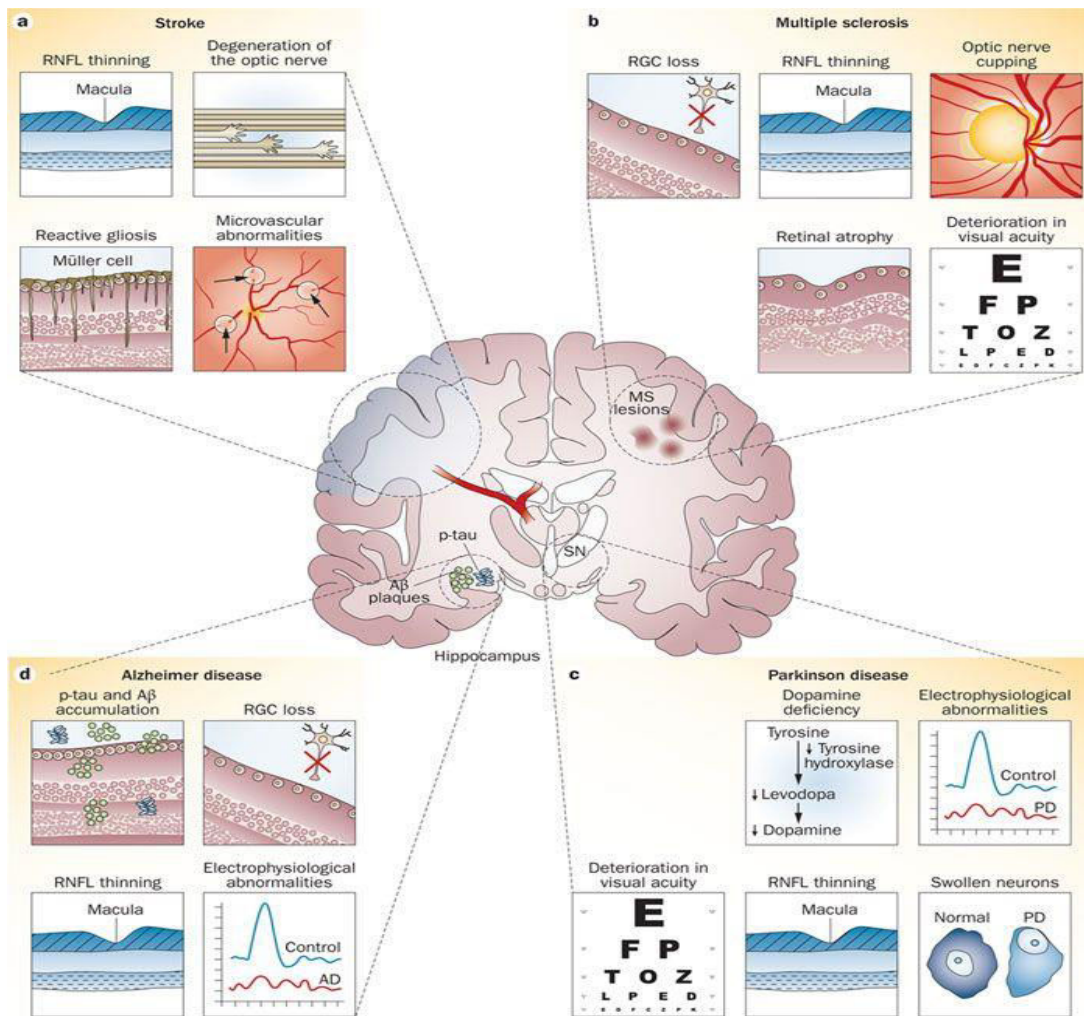 a
Stroke
RNFL thinning
Macula
Degeneration of
the optic nerve
Reactive gliosis
Müller cell
Microvascular
abnormalities
b
Multiple sclerosis
RGC loss
RNFL thinning
Macula
Optic nerve
cupping
Retinal atrophy
Deterioration in
visual acuity
E
F P
T O Z
L P E D
E D F C Z P K
MS
lesions
p-tau
SN
Aβ
plaques
Hippocampus
d
Alzheimer disease
p-tau and Aβ
accumulation
RGC loss
RNFL thinning
Macula
Electrophysiological
abnormalities
Control
AD
c
Parkinson disease
Dopamine
deficiency
Tyrosine
↓ Tyrosine
hydroxylase
↓ Levodopa
↓ Dopamine
Electrophysiological
abnormalities
Control
PD
Deterioration in
visual acuity
E
F P
T O Z
L P E D
E D F C Z P K
RNFL thinning
Macula
Swollen neurons
Normal
PD